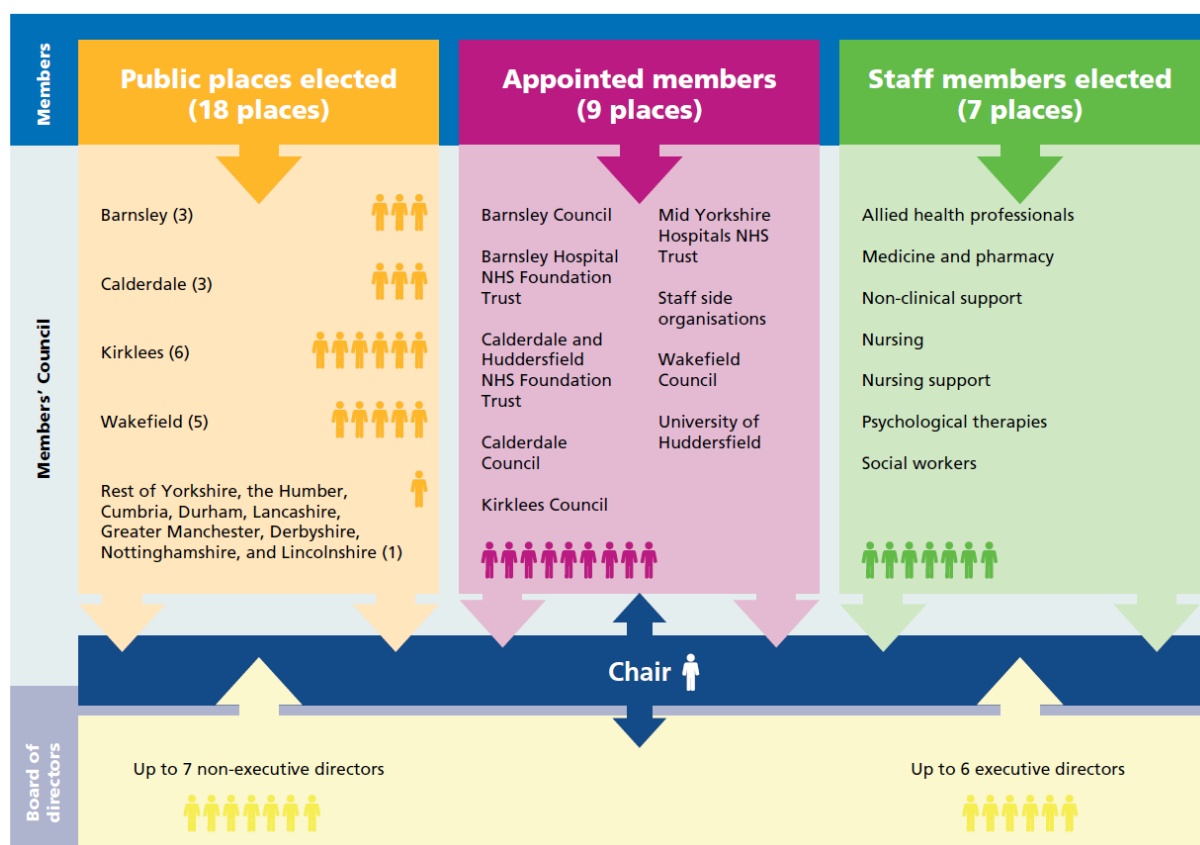 Members
Public places elected
(18 places)
Appointed members
(9 places)
Staff members elected
(7 places)
Members' Council
Barnsley (3)
Calderdale (3)
Kirklees (6)
Wakefield (5)
Rest of Yorkshire, the Humber,
Cumbria, Durham, Lancashire,
Greater Manchester, Derbyshire,
Nottinghamshire, and Lincolnshire (1)
Barnsley Council
Barnsley Hospital
NHS Foundation
Trust
Calderdale and
Huddersfield
NHS Foundation
Trust
Calderdale
Council
Kirklees Council
Mid Yorkshire
Hospitals NHS
Trust
Staff side
organisations
Wakefield
Council
University of
Huddersfield
Allied health professionals
Medicine and pharmacy
Non-clinical support
Nursing
Nursing support
Psychological therapies
Social workers
Chair
Board of
directors
Up to 7 non-executive directors
Up to 6 executive directors